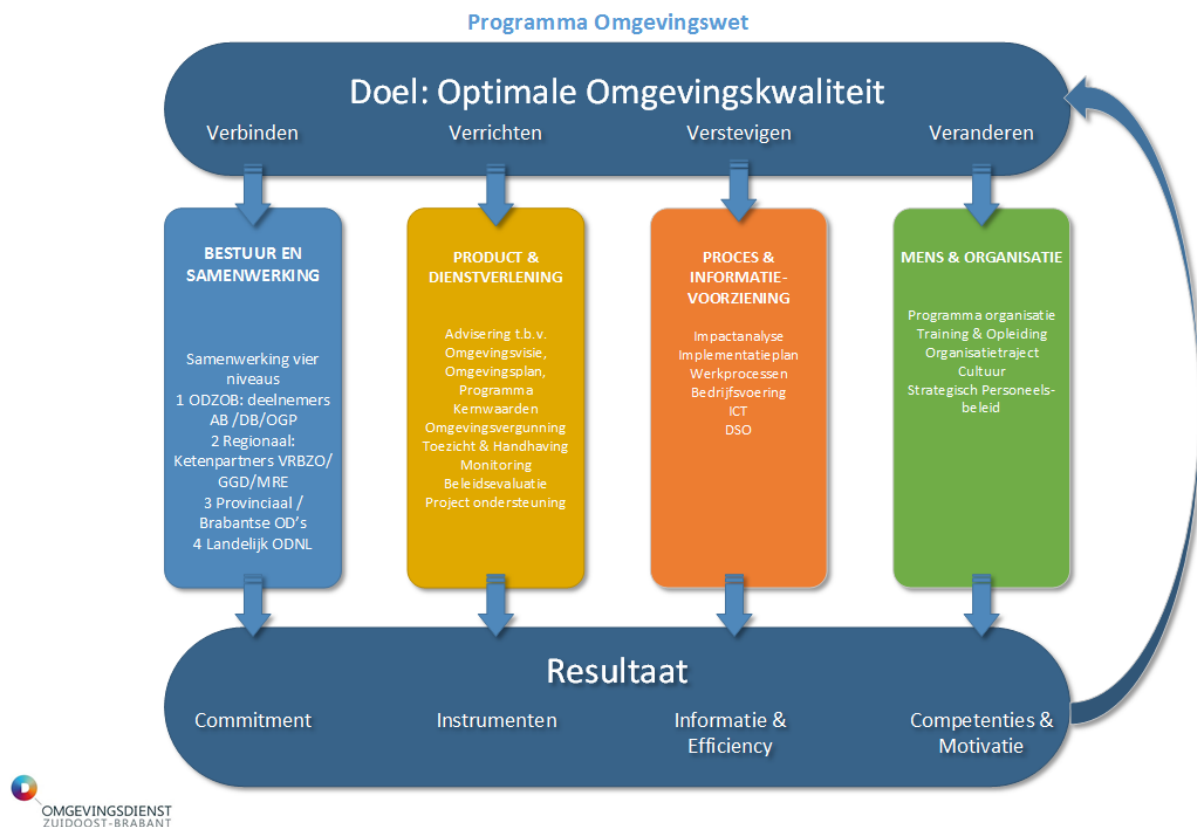 Programma Omgevingswet
Doel: Optimale Omgevingskwaliteit
Verbinden
Verrichten
Verstevigen
Veranderen
BESTUUR EN
SAMENWERKING
Samenwerking vier
niveaus
1 ODZOB: deelnemers
AB /DB/OGP
2 Regionaal:
Ketenpartners VRBZO/
GGD/MRE
3 Provinciaal /
Brabantse OD's
4 Landelijk ODNL
PRODUCT &
DIENSTVERLENING
Advisering t.b.v.
Omgevingsvisie,
Omgevingsplan,
Programma
Kernwaarden
Omgevingsvergunning
Toezicht & Handhaving
Monitoring
Beleidsevaluatie
Project ondersteuning
PROCES &
INFORMATIE-
VOORZIENING
Impactanalyse
Implementatieplan
Werkprocessen
Bedrijfsvoering
ICT
DSO
MENS & ORGANISATIE
Programma organisatie
Training & Opleiding
Organisatietraject
Cultuur
Strategisch Personeels-
beleid
Resultaat
Commitment
Instrumenten
Informatie &
Efficiency
Competenties &
Motivatie
OMGEVINGSDIENST
ZUIDOOST-BRABANT